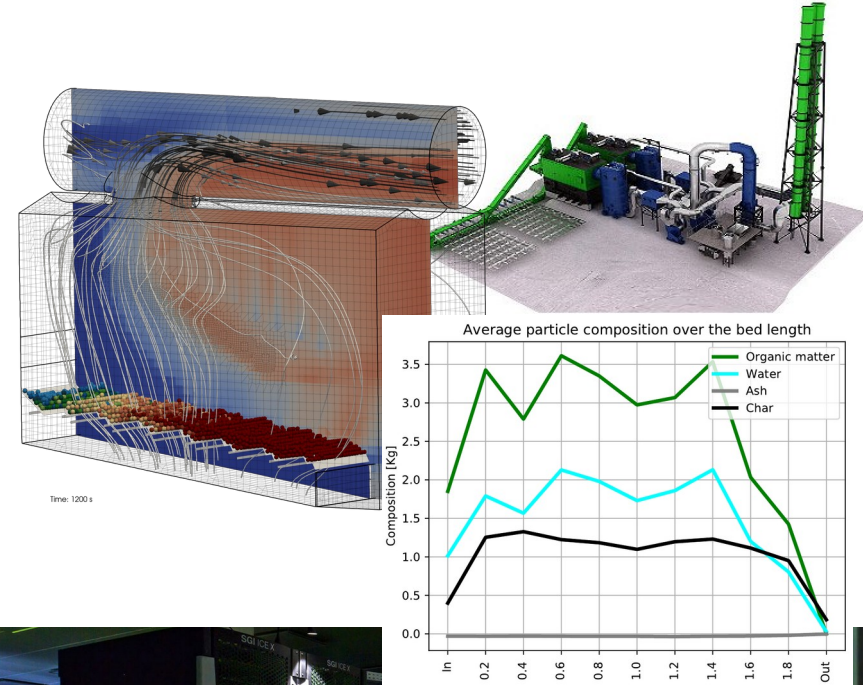 Time: 1200 s
Average particle composition over the bed length
Organic matter
Water
Ash
Char
Composition [Kg]
3.5
3.0
2.5
2.0
1.5
1.0
0.5
0.0
In
0.2
0.4
0.6
0.8
1.0
1.2
1.4
1.6
1.8
Out
SGI ICE X
SGI ICE X